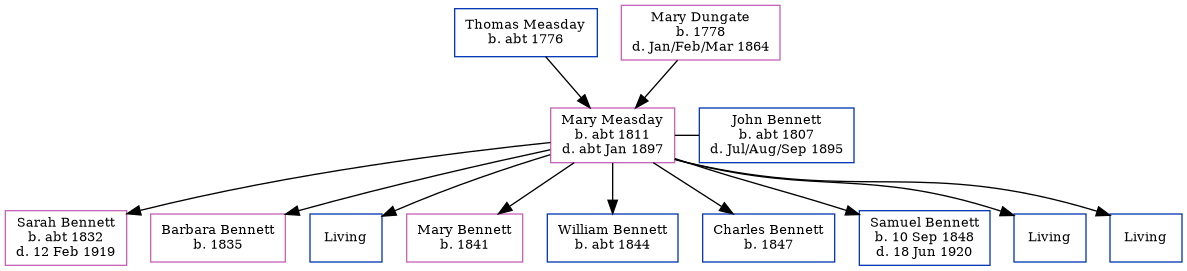 Thomas Measday
b. abt 1776
Mary Dungate
b. 1778
d. Jan/Feb/Mar 1864
Mary Measday
b. abt 1811
d. abt Jan 1897
John Bennett
b. abt 1807
d. Jul/Aug/Sep 1895
Sarah Bennett
b. abt 1832
d. 12 Feb 1919
Barbara Bennett
b. 1835
Living
Mary Bennett
b. 1841
William Bennett
b. abt 1844
Charles Bennett
b. 1847
Samuel Bennett
b. 10 Sep 1848
d. 18 Jun 1920
Living
Living